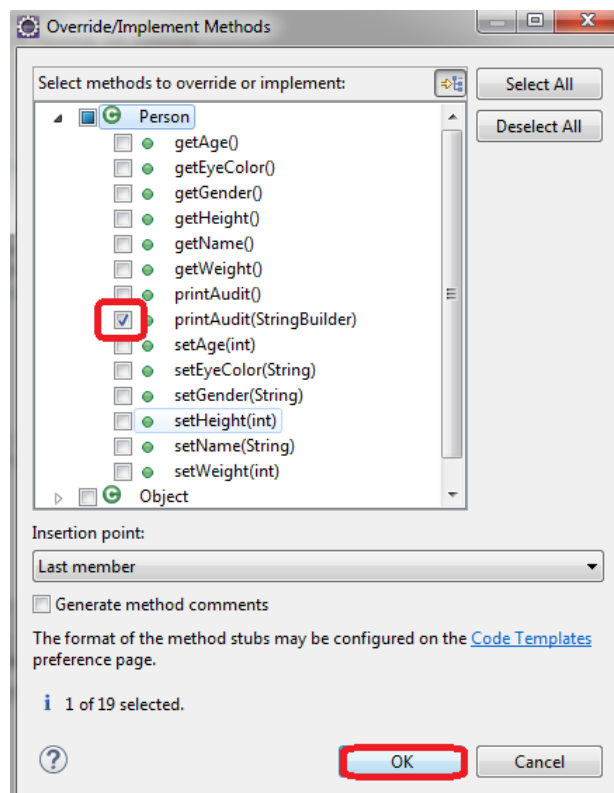 Override/Implement Methods
Select methods to override or implement:
Select All
Deselect All
Person
getAge()
getEyeColor()
getGender()
getHeight()
getName()
getWeight()
printAudit()
printAudit(StringBuilder)
setAge(int)
setEyeColor(String)
setGender(String)
setHeight(int)
setName(String)
setWeight(int)
Object
Insertion point:
Last member
Generate method comments
The format of the method stubs may be configured on the Code Templates
preference page.
1 of 19 selected.
OK
Cancel